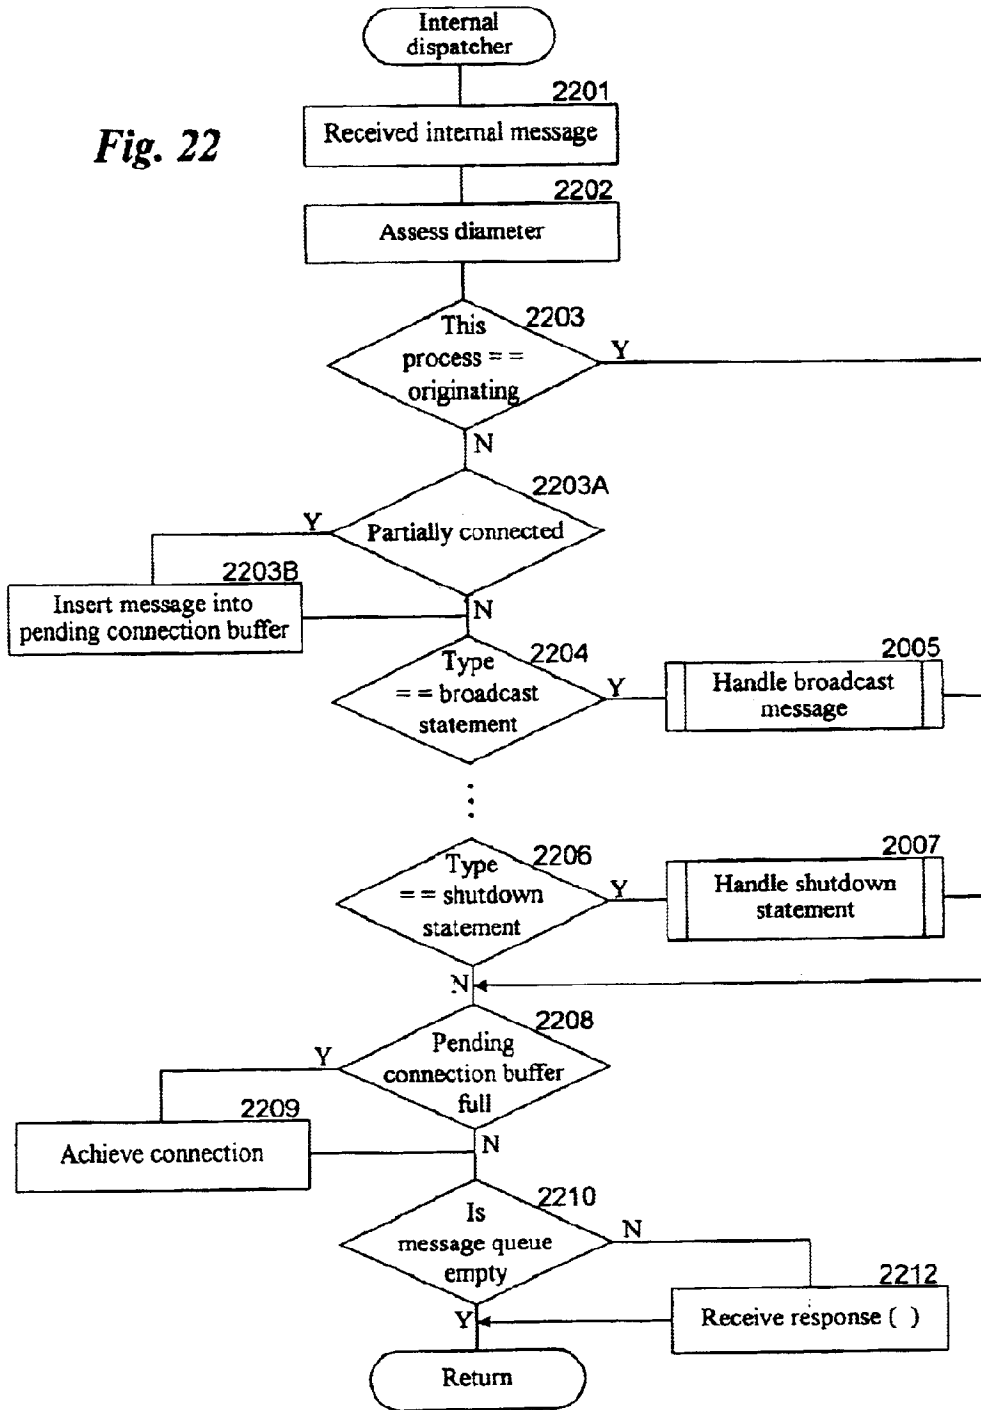 Internal
dispatcher
2201
Fig. 22
Received internal message
2202
Assess diameter
2203
This
process = =
originating
Y
N
2203A
Y
Partially connected
2203B
Insert message into
pending connection buffer
N
2204
Type
= = broadcast
statement
Y
2005
Handle broadcast
message
2206
Type
= = shutdown
statement
Y
2007
Handle shutdown
statement
N
2208
Y
Pending
connection buffer
full
2209
Achieve connection
N
2210
Is
message queue
empty
N
2212
Receive response ( )
Y
Return